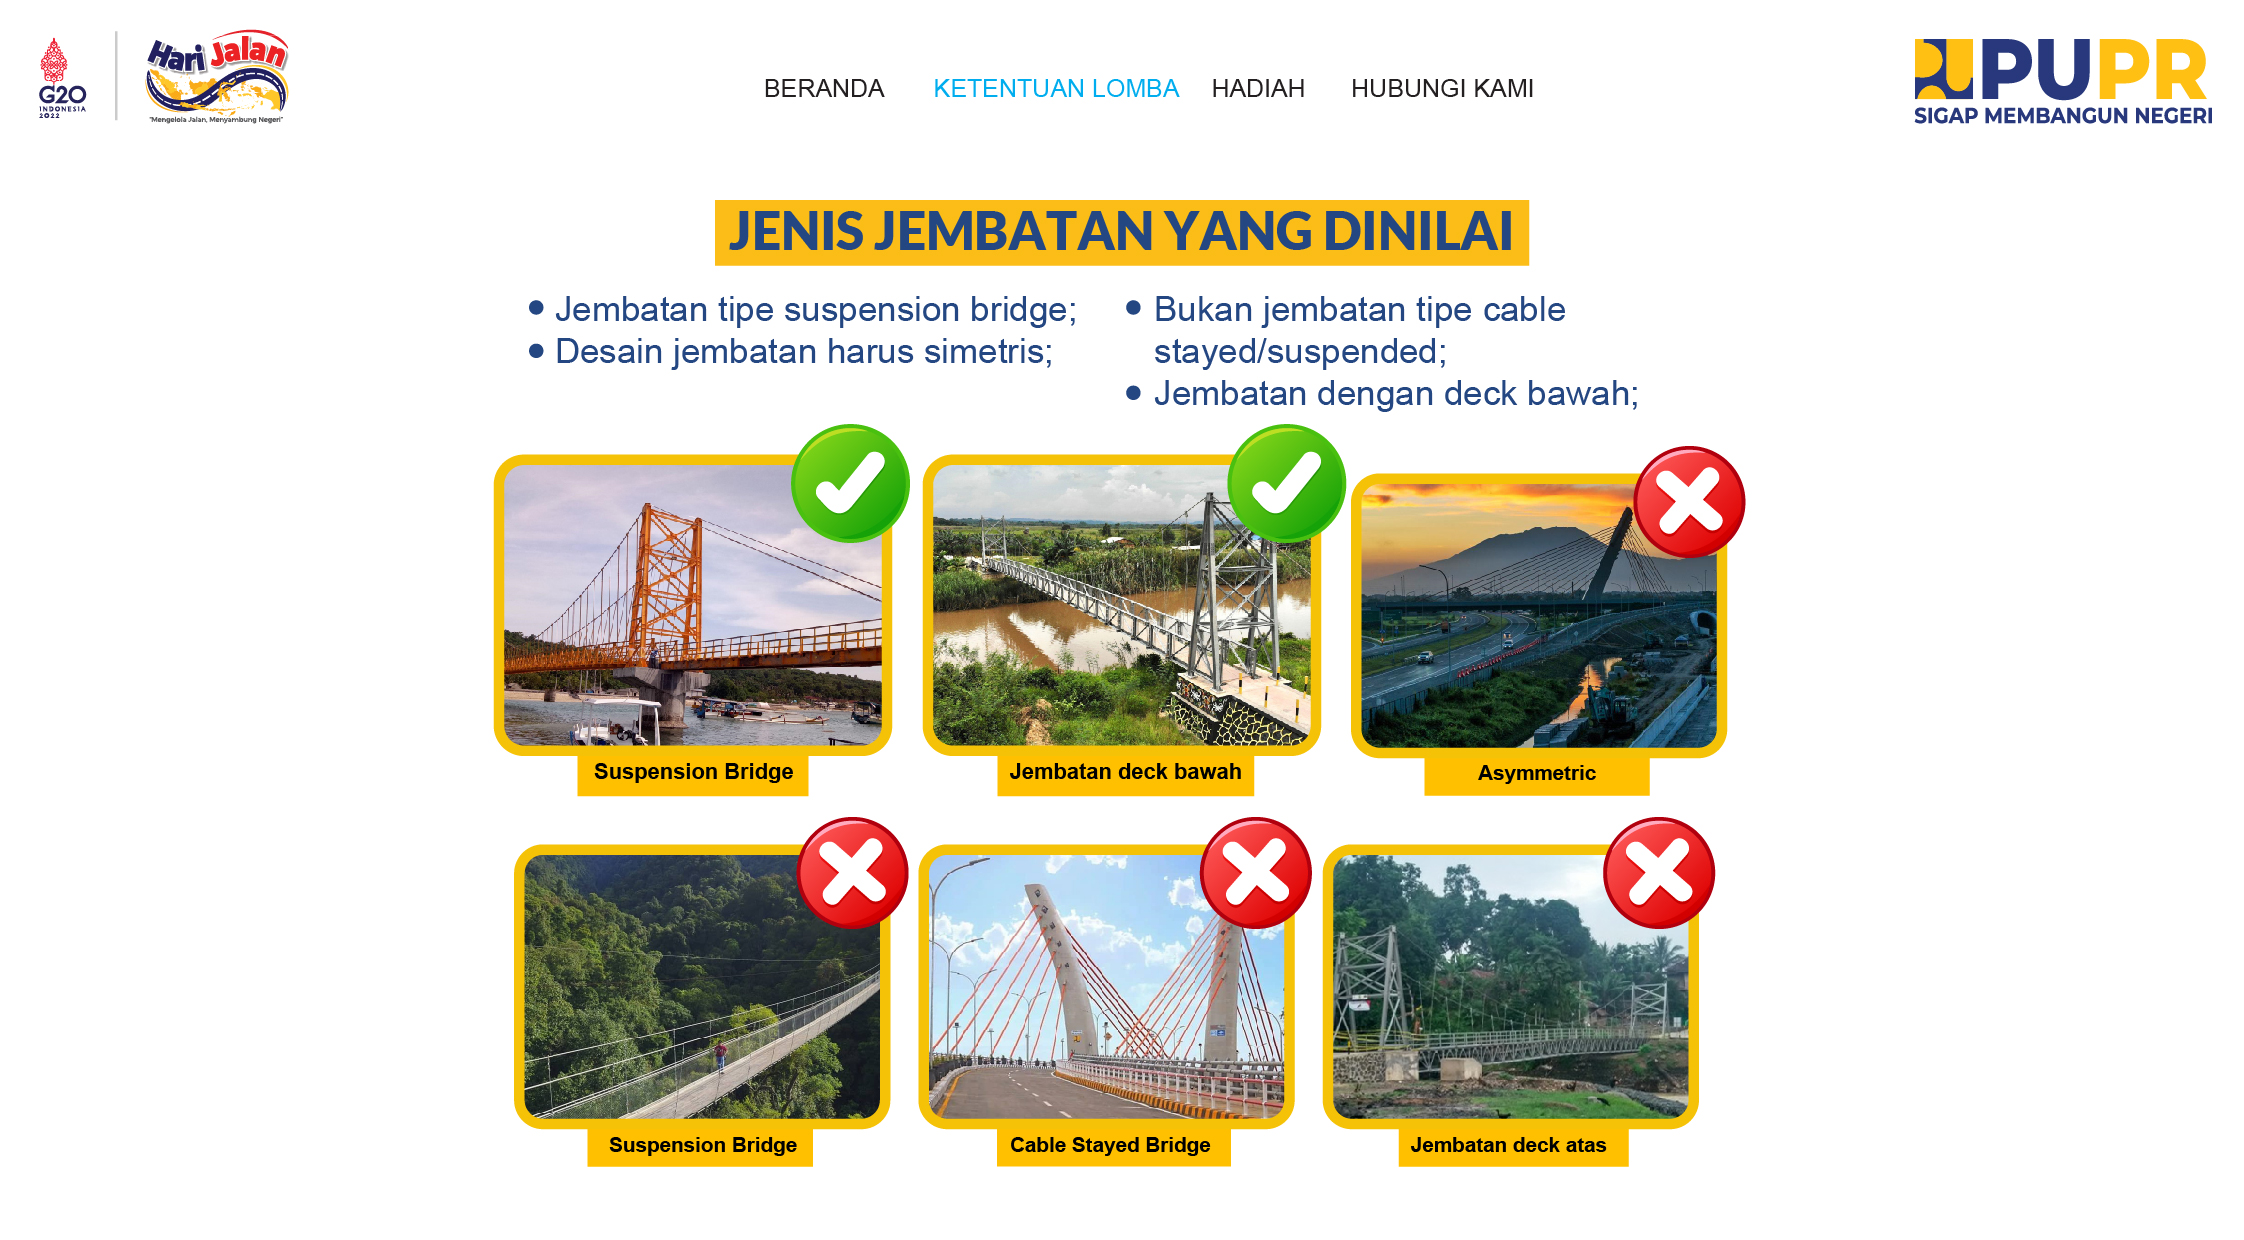 G20
INDONESIA
2022
Hari Jalan
"Mengelola Jalan, Menyambung Negeri"
BERANDA
KETENTUAN LOMBA
HADIAH
HUBUNGI KAMI
PUPR
SIGAP MEMBANGUN NEGERI
JENIS JEMBATAN YANG DINILAI
Jembatan tipe suspension bridge;
Desain jembatan harus simetris;
Bukan jembatan tipe cable
stayed/suspended;
Jembatan dengan deck bawah;
Suspension Bridge
Jembatan deck bawah
Asymmetric
Suspension Bridge
Cable Stayed Bridge
Jembatan deck atas